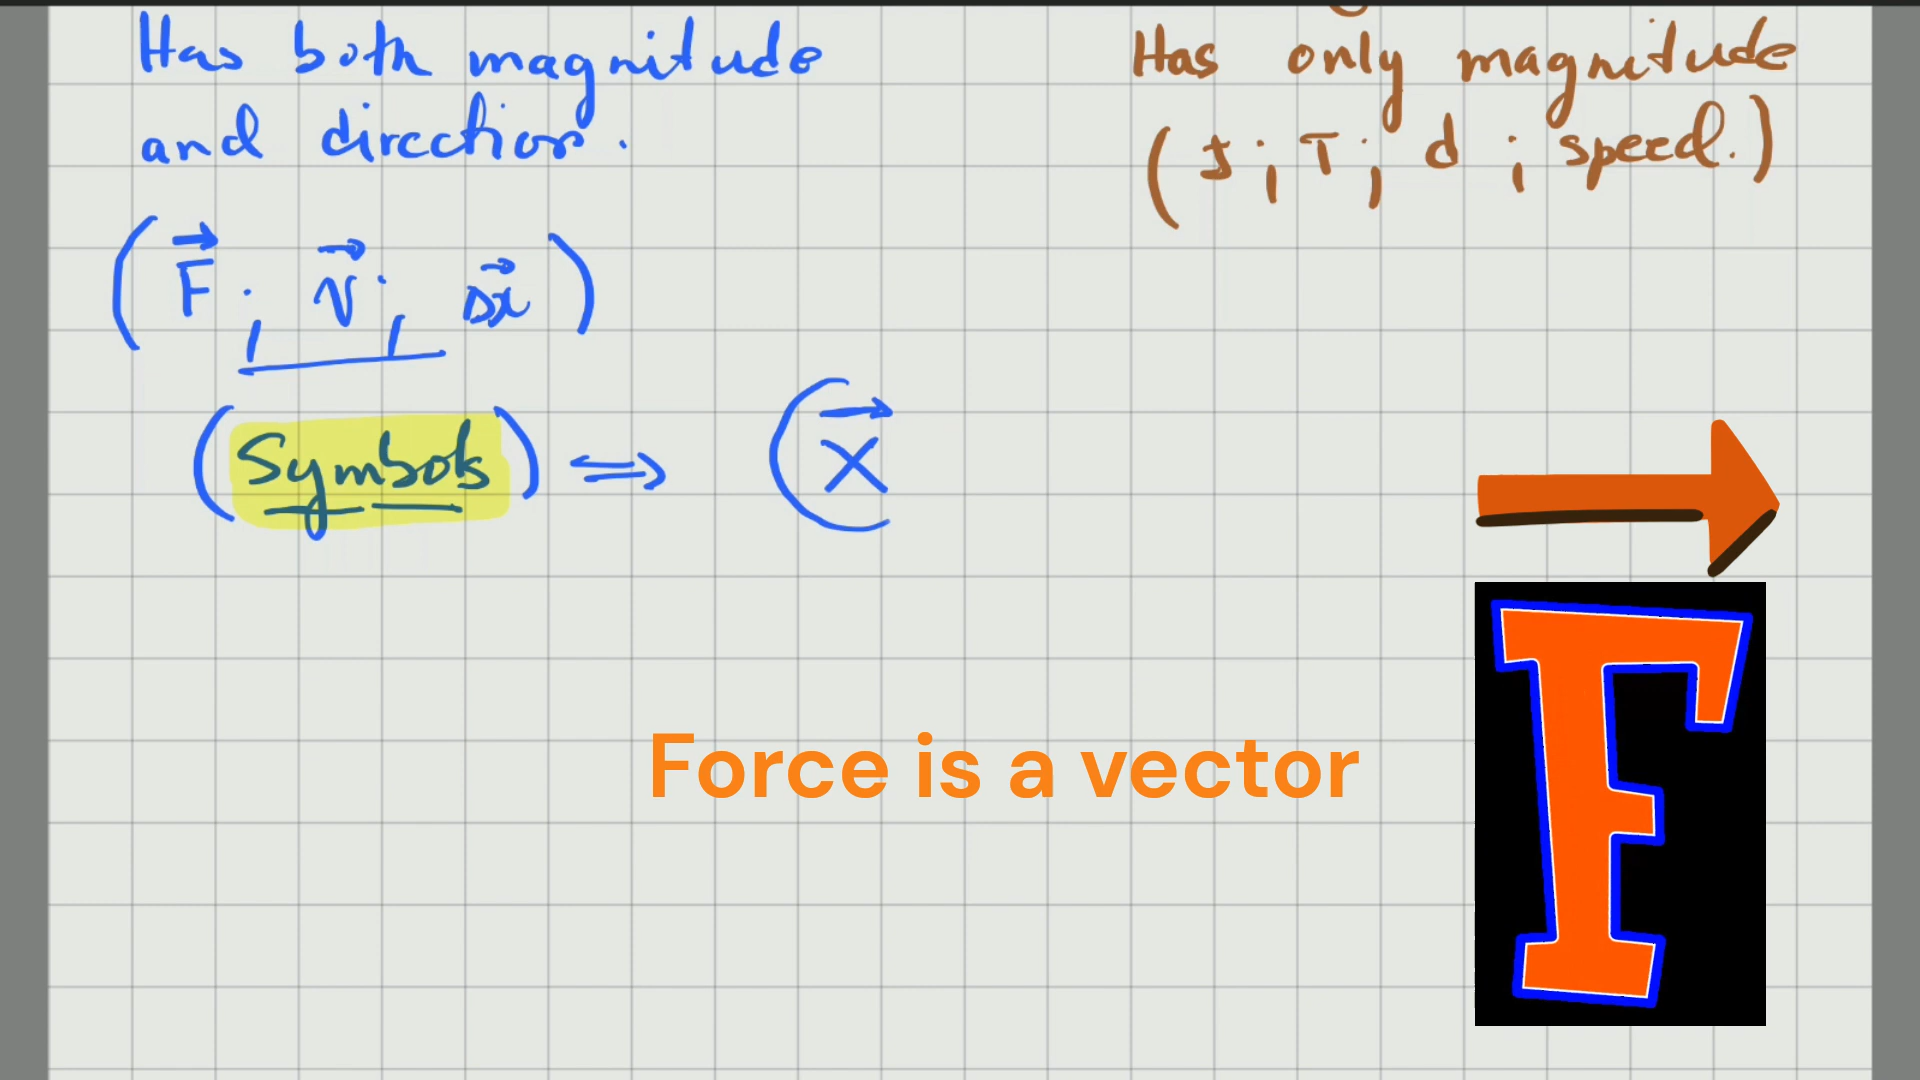 Has both magnitude
and direction.
(F⃗ ; v⃗ ; Δx⃗)
(Symbols) ⇒ (X⃗
Has only magnitude
( ; T ; d ; speed.)
Force is a vector
F